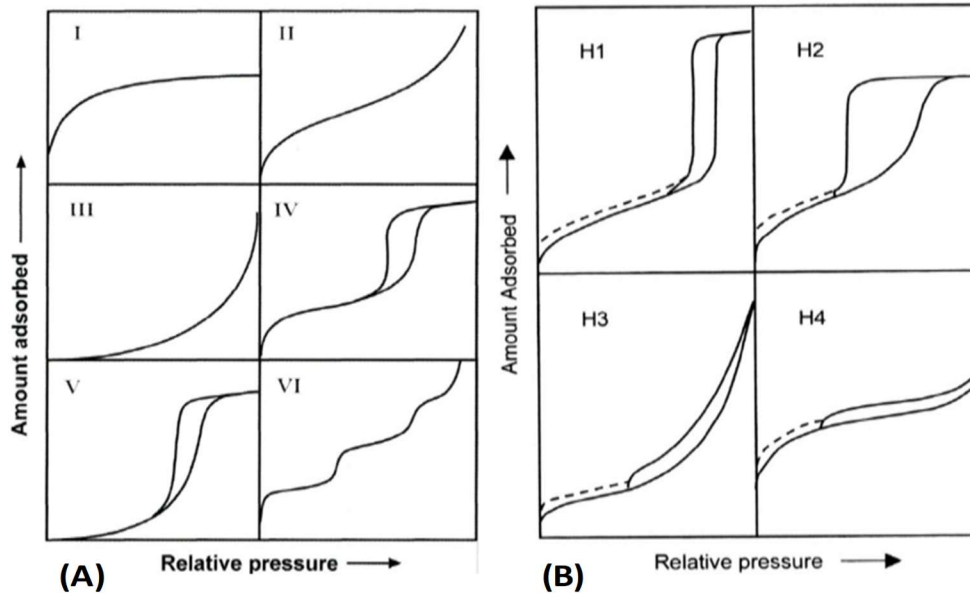 I
II
III
IV
V
VI
Amount adsorbed
Relative pressure
(A)
H1
H2
H3
H4
Amount Adsorbed
Relative pressure
(B)